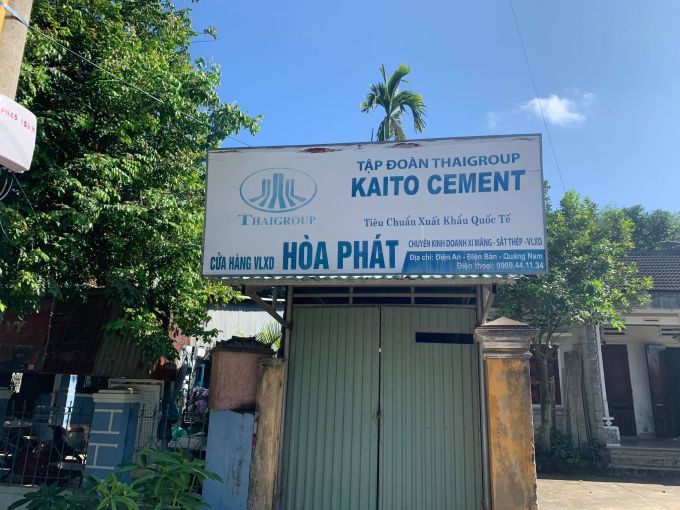 TẬP ĐOÀN THAIGROUP
KAITO CEMENT
THAIGROUP
Tiêu Chuẩn Xuất Khẩu Quốc Tế
CỬA HÀNG VLXD HÒA PHÁT
CHUYÊN KINH DOANH XI MĂNG - SẮT THÉP - VLXD
Địa chỉ: Điện An - Điện Bàn - Quảng Nam
Điện thoại: 0909.44.11.34